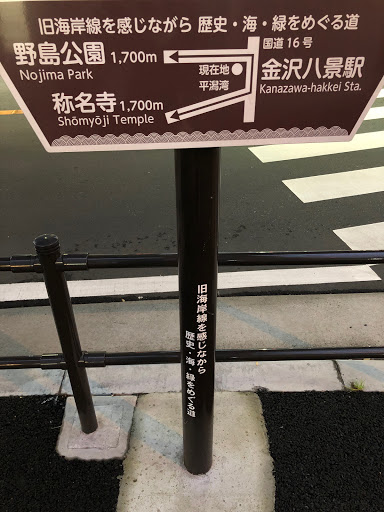 旧海岸線を感じながら 歴史・海・緑をめぐる道
野島公園 1,700m
Nojima Park
称名寺 1,700m
Shōmyōji Temple
現在地
平潟湾
国道16号
金沢八景駅
Kanazawa-hakkei Sta.
旧海岸線を感じながら
歴史・海・緑をめぐる道